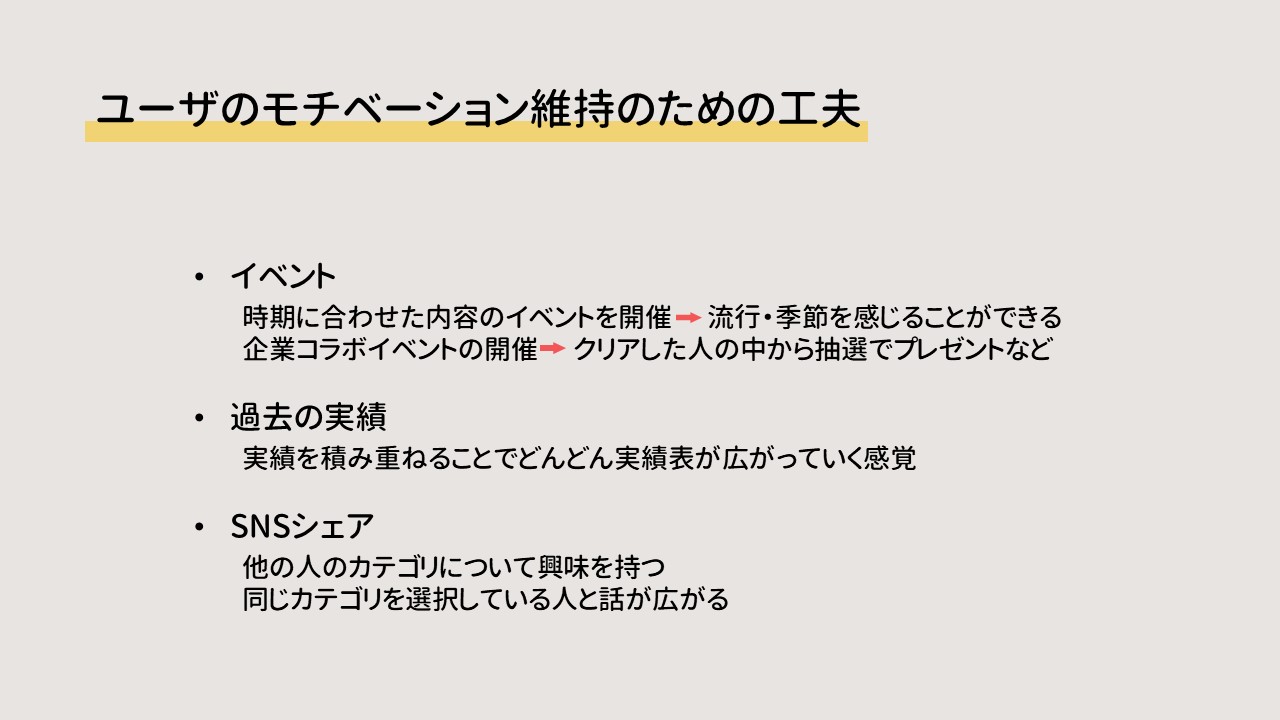 ユーザのモチベーション維持のための工夫
• イベント
時期に合わせた内容のイベントを開催➡流行・季節を感じることができる
企業コラボイベントの開催➡クリアした人の中から抽選でプレゼントなど
• 過去の実績
実績を積み重ねることでどんどん実績表が広がっていく感覚
• SNSシェア
他の人のカテゴリについて興味を持つ
同じカテゴリを選択している人と話が広がる